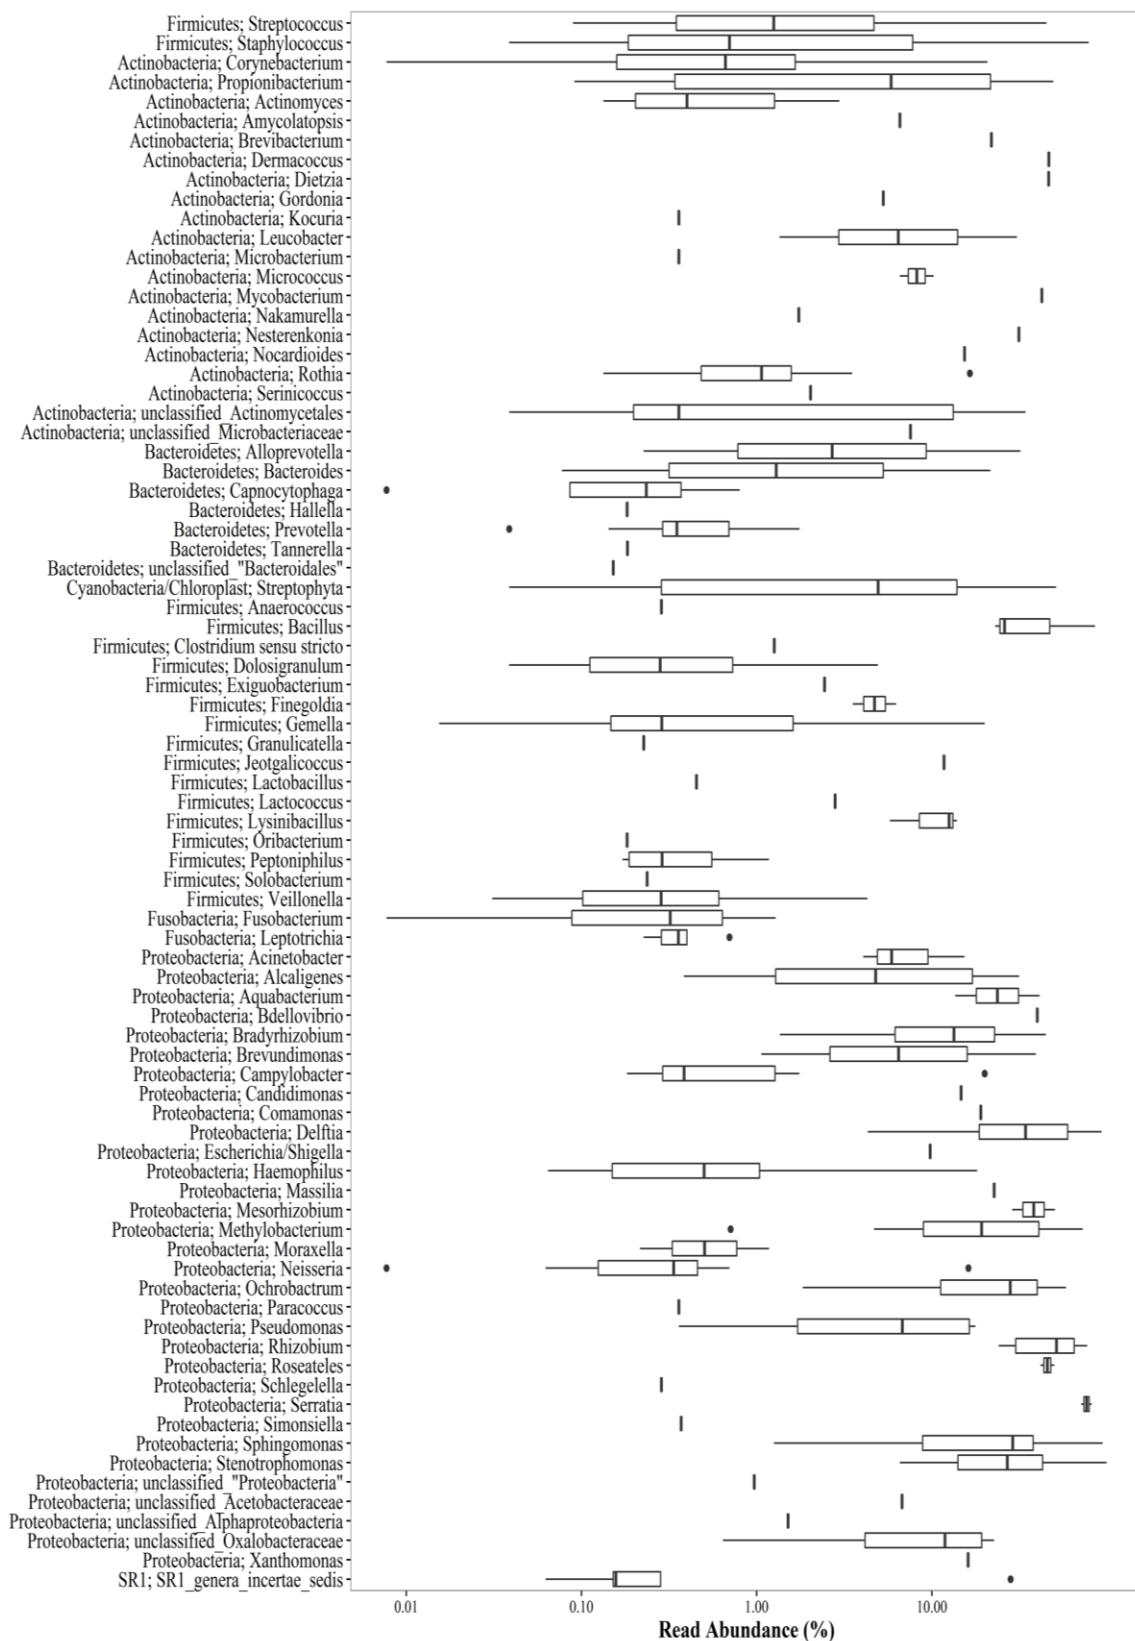 Firmicutes; Streptococcus
Firmicutes; Staphylococcus
Actinobacteria; Corynebacterium
Actinobacteria; Propionibacterium
Actinobacteria; Actinomyces
Actinobacteria; Amycolatopsis
Actinobacteria; Brevibacterium
Actinobacteria; Dermacoccus
Actinobacteria; Dietzia
Actinobacteria; Gordonia
Actinobacteria; Kocuria
Actinobacteria; Leucobacter
Actinobacteria; Microbacterium
Actinobacteria; Micrococcus
Actinobacteria; Mycobacterium
Actinobacteria; Nakamurella
Actinobacteria; Nesterenkonia
Actinobacteria; Nocardioides
Actinobacteria; Rothia
Actinobacteria; Serinicoccus
Actinobacteria; unclassified_Actinomycetales
Actinobacteria; unclassified_Microbacteriaceae
Bacteroidetes; Alloprevotella
Bacteroidetes; Bacteroides
Bacteroidetes; Capnocytophaga
Bacteroidetes; Hallella
Bacteroidetes; Prevotella
Bacteroidetes; Tannerella
Bacteroidetes; unclassified_"Bacteroidales"
Cyanobacteria/Chloroplast; Streptophyta
Firmicutes; Anaerococcus
Firmicutes; Bacillus
Firmicutes; Clostridium sensu stricto
Firmicutes; Dolosigranulum
Firmicutes; Exiguobacterium
Firmicutes; Finegoldia
Firmicutes; Gemella
Firmicutes; Granulicatella
Firmicutes; Jeotgalicoccus
Firmicutes; Lactobacillus
Firmicutes; Lactococcus
Firmicutes; Lysinibacillus
Firmicutes; Oribacterium
Firmicutes; Peptoniphilus
Firmicutes; Solobacterium
Firmicutes; Veillonella
Fusobacteria; Fusobacterium
Fusobacteria; Leptotrichia
Proteobacteria; Acinetobacter
Proteobacteria; Alcaligenes
Proteobacteria; Aquabacterium
Proteobacteria; Bdellovibrio
Proteobacteria; Bradyrhizobium
Proteobacteria; Brevundimonas
Proteobacteria; Campylobacter
Proteobacteria; Candidimonas
Proteobacteria; Comamonas
Proteobacteria; Delftia
Proteobacteria; Escherichia/Shigella
Proteobacteria; Haemophilus
Proteobacteria; Massilia
Proteobacteria; Mesorhizobium
Proteobacteria; Methylobacterium
Proteobacteria; Moraxella
Proteobacteria; Neisseria
Proteobacteria; Ochrobactrum
Proteobacteria; Paracoccus
Proteobacteria; Pseudomonas
Proteobacteria; Rhizobium
Proteobacteria; Roseateles
Proteobacteria; Schlegelella
Proteobacteria; Serratia
Proteobacteria; Simonsiella
Proteobacteria; Sphingomonas
Proteobacteria; Stenotrophomonas
Proteobacteria; unclassified_"Proteobacteria"
Proteobacteria; unclassified_Acetobacteraceae
Proteobacteria; unclassified_Alphaproteobacteria
Proteobacteria; unclassified_Oxalobacteraceae
Proteobacteria; Xanthomonas
SR1; SR1_genera_incertae_sedis
0.01 0.10 1.00 10.00
Read Abundance (%)